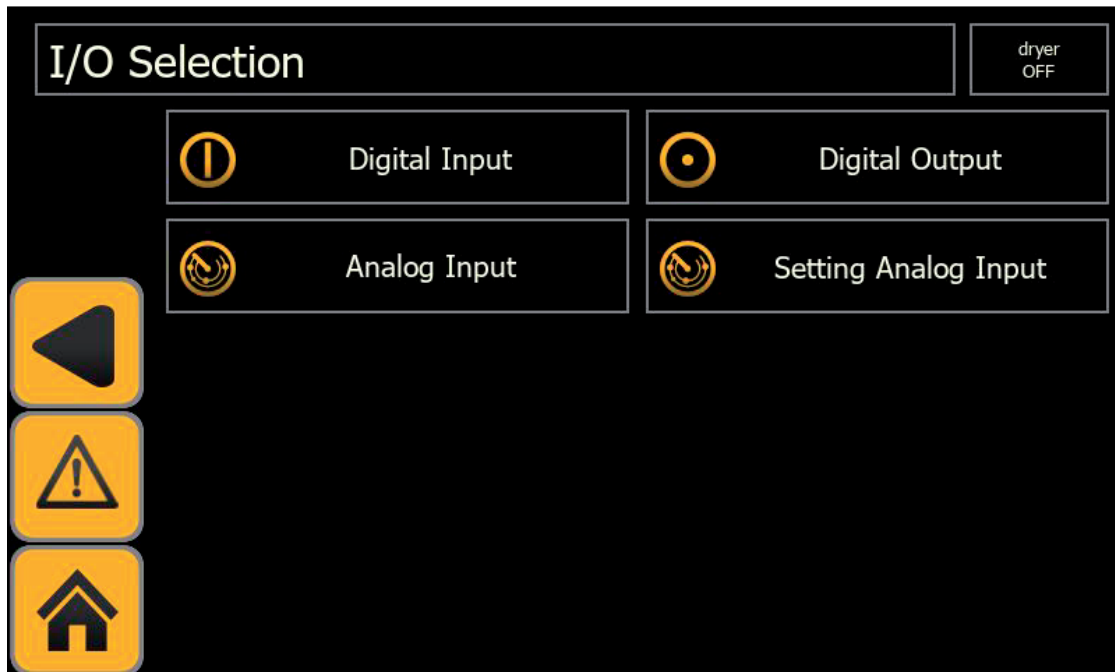 I/O Selection
dryer
OFF
Digital Input
Digital Output
Analog Input
Setting Analog Input